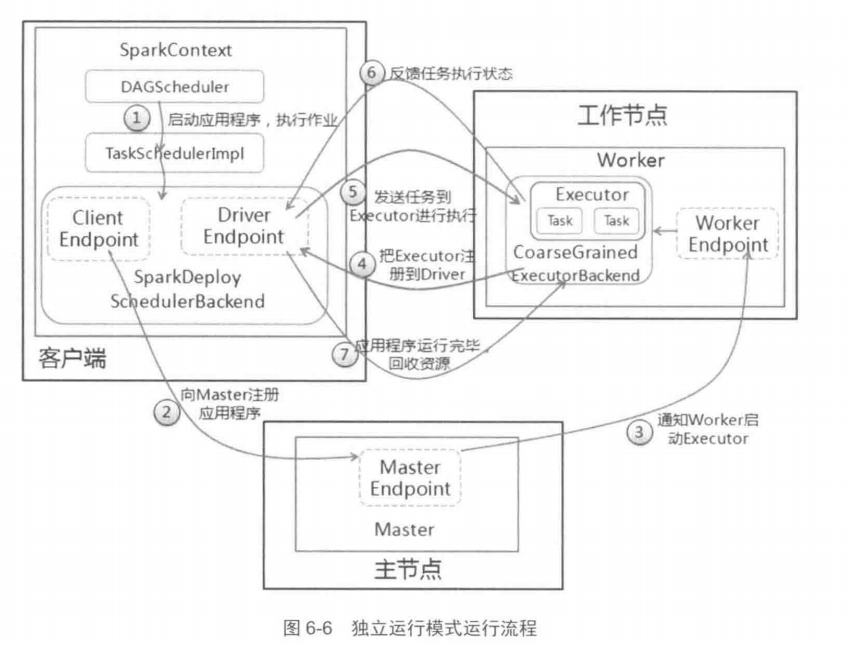 SparkContext
DAGScheduler
① 启动应用程序，执行作业
TaskSchedulerImpl
Client
Endpoint
Driver
Endpoint
SparkDeploy
SchedulerBackend
客户端
⑥ 反馈任务执行状态
⑤ 发送任务到
Executor进行执行
④ 把Executor注
册到Driver
⑦ 应用程序运行完毕，
回收资源
工作节点
Worker
Executor
Task
Task
CoarseGrained
ExecutorBackend
Worker
Endpoint
② 向Master注册
应用程序
③ 通知Worker启
动Executor
Master
Endpoint
Master
主节点
图 6-6 独立运行模式运行流程